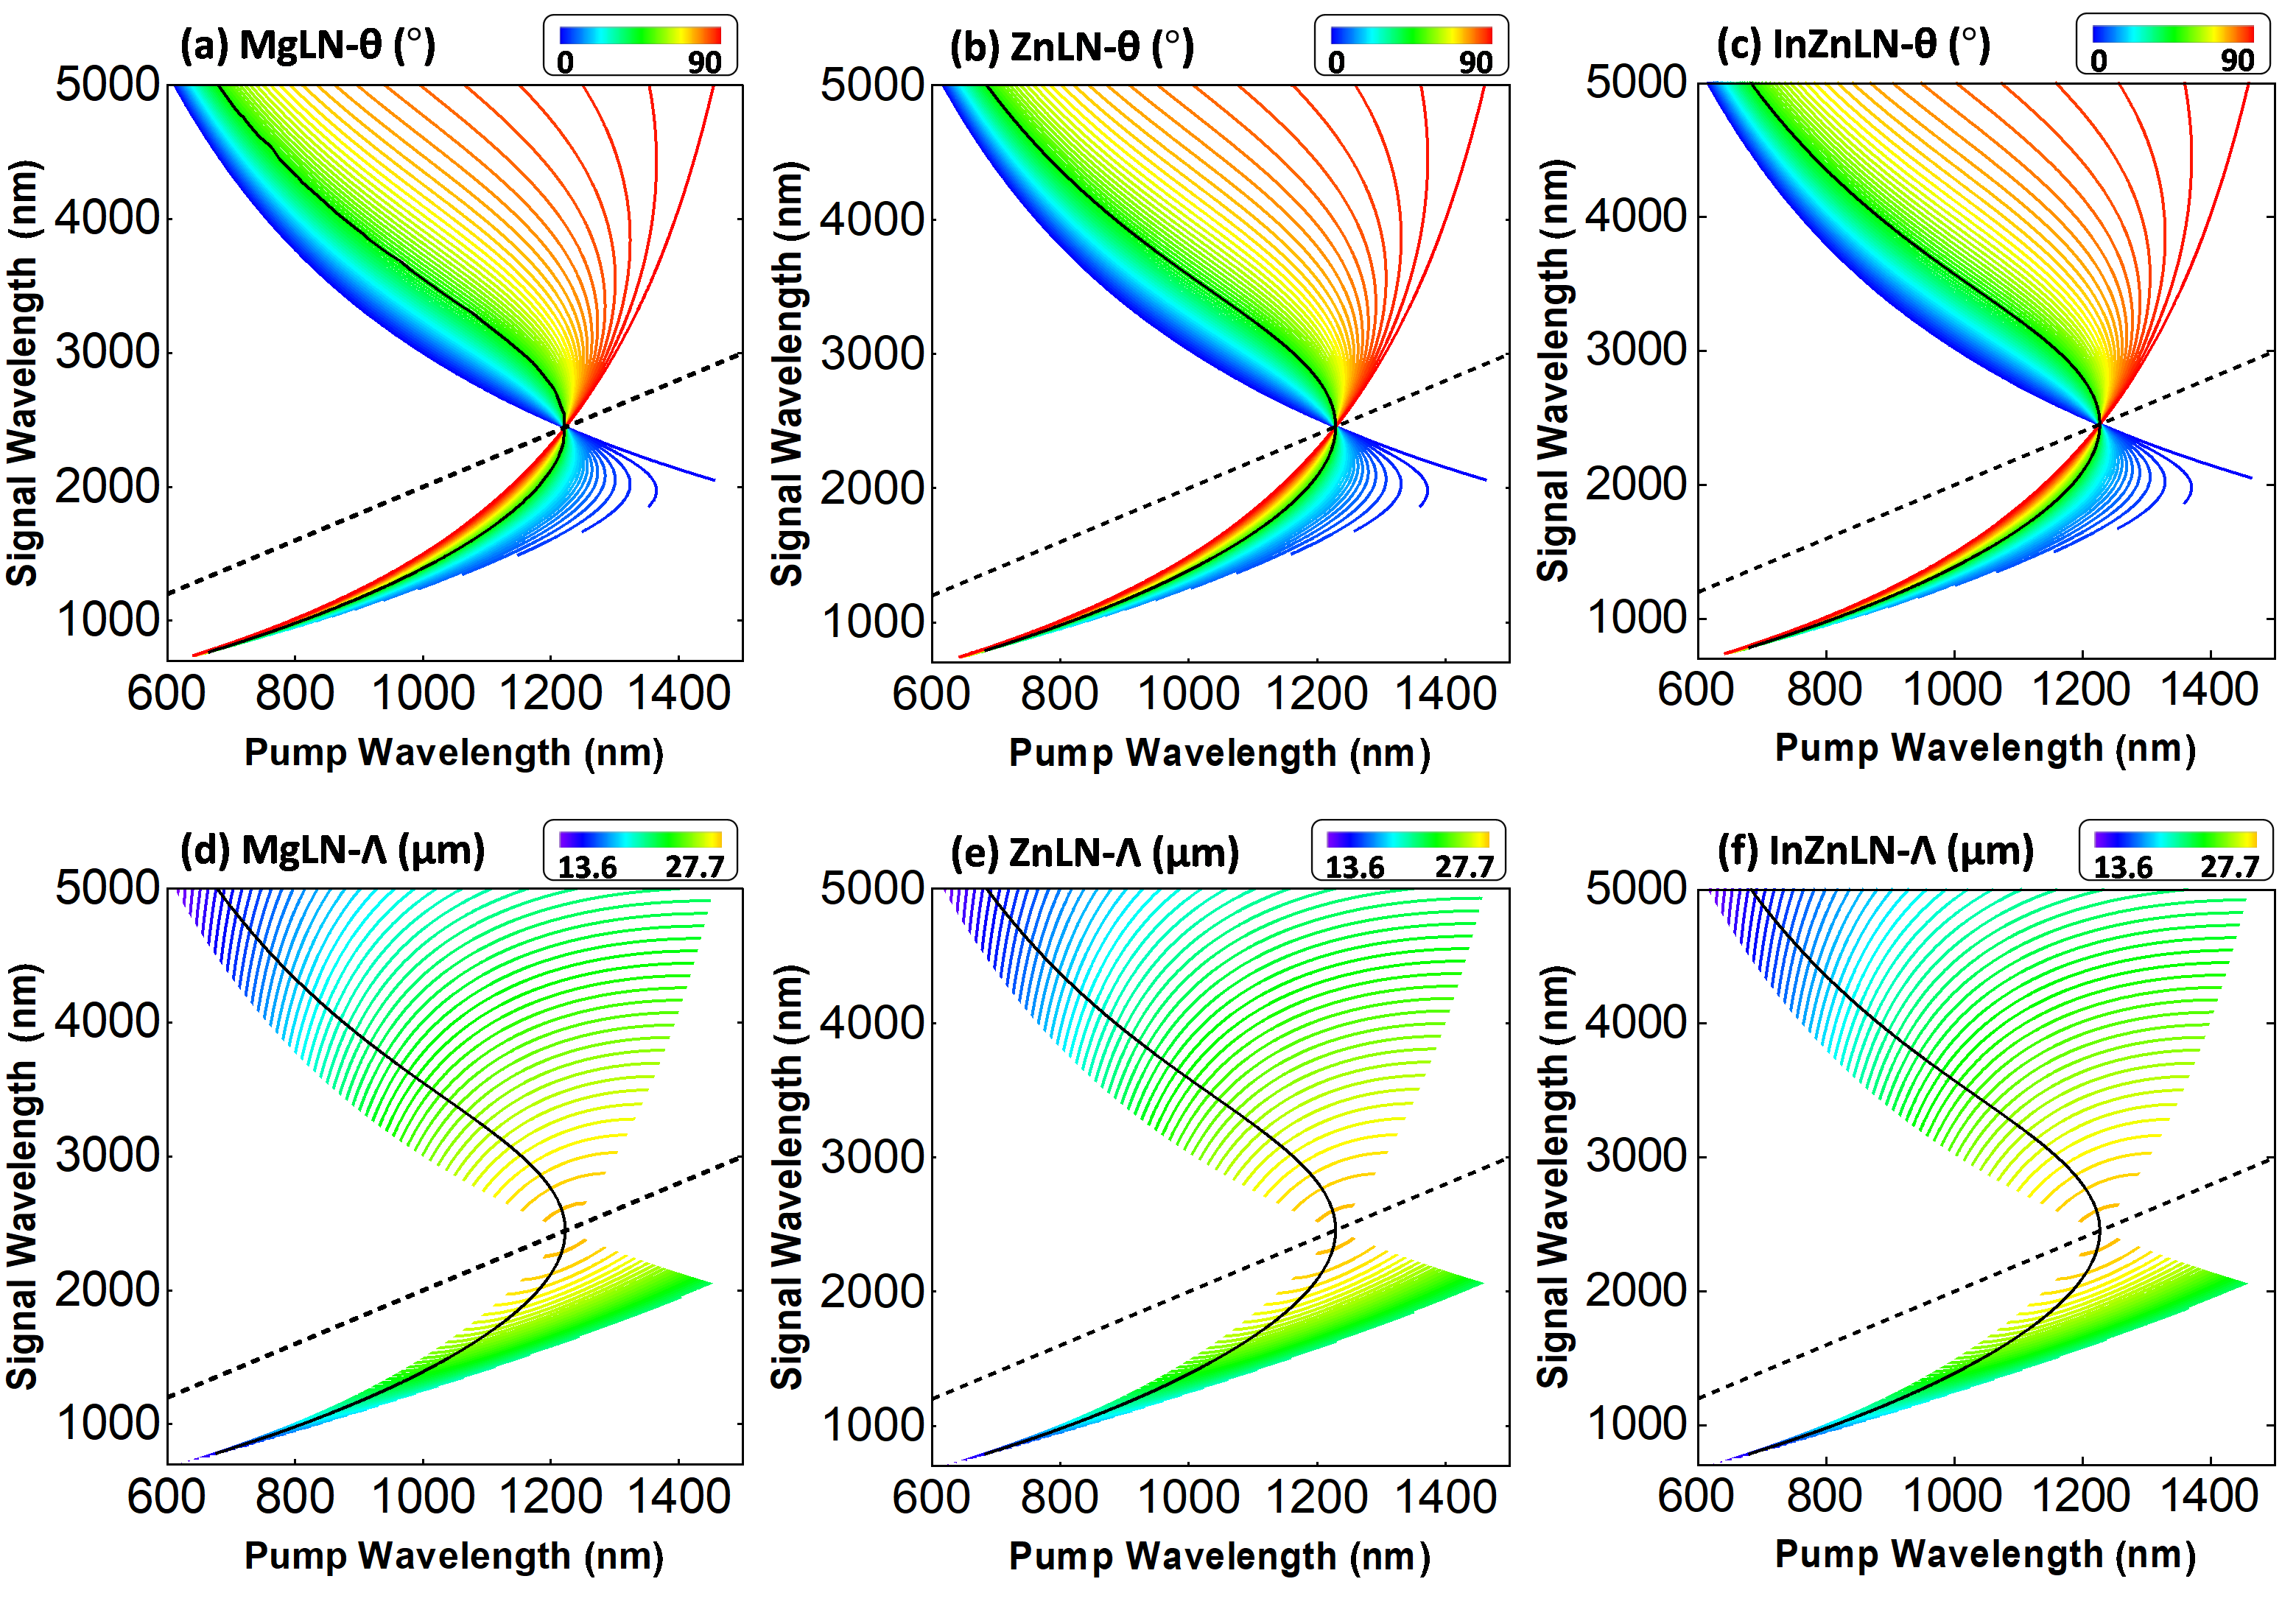 (a) MgLN-θ (°)
0 90
(b) ZnLN-θ (°)
0 90
(c) InZnLN-θ (°)
0 90
Signal Wavelength (nm)
5000
4000
3000
2000
1000
600 800 1000 1200 1400
Pump Wavelength (nm)
Signal Wavelength (nm)
5000
4000
3000
2000
1000
600 800 1000 1200 1400
Pump Wavelength (nm)
Signal Wavelength (nm)
5000
4000
3000
2000
1000
600 800 1000 1200 1400
Pump Wavelength (nm)
(d) MgLN-Λ (μm)
13.6 27.7
(e) ZnLN-Λ (μm)
13.6 27.7
(f) InZnLN-Λ (μm)
13.6 27.7
Signal Wavelength (nm)
5000
4000
3000
2000
1000
600 800 1000 1200 1400
Pump Wavelength (nm)
Signal Wavelength (nm)
5000
4000
3000
2000
1000
600 800 1000 1200 1400
Pump Wavelength (nm)
Signal Wavelength (nm)
5000
4000
3000
2000
1000
600 800 1000 1200 1400
Pump Wavelength (nm)